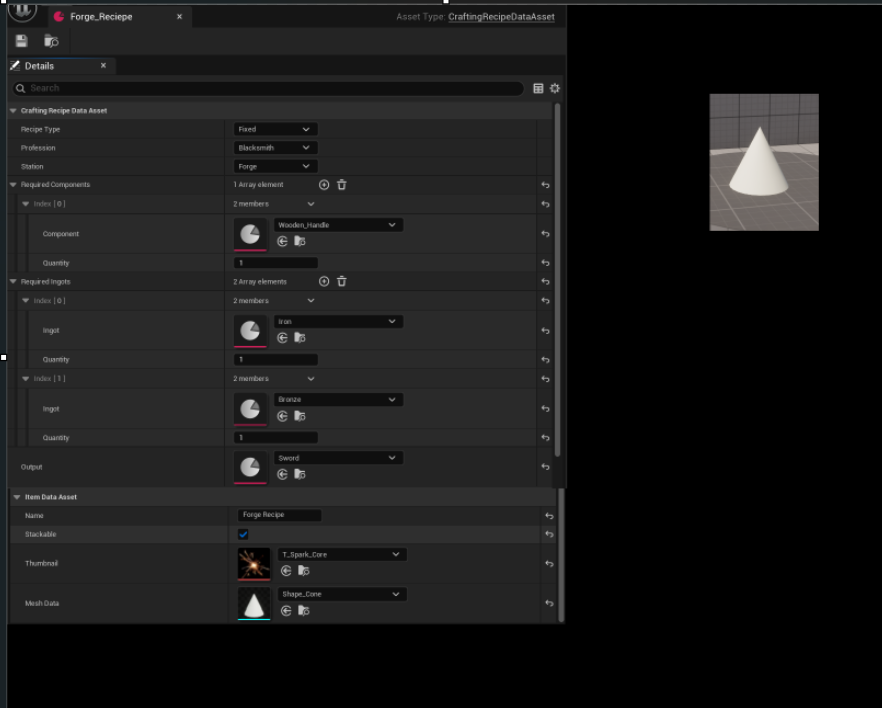 Forge_Reciepe
Asset Type: CraftingRecipeDataAsset
Details
Search
Crafting Recipe Data Asset
Recipe Type Fixed
Profession Blacksmith
Station Forge
Required Components 1 Array element
Index [ 0 ] 2 members
Component Wooden_Handle
Quantity 1
Required Ingots 2 Array elements
Index [ 0 ] 2 members
Ingot Iron
Quantity 1
Index [ 1 ] 2 members
Ingot Bronze
Quantity 1
Output Sword
Item Data Asset
Name Forge Recipe
Stackable
Thumbnail T_Spark_Core
Mesh Data Shape_Cone